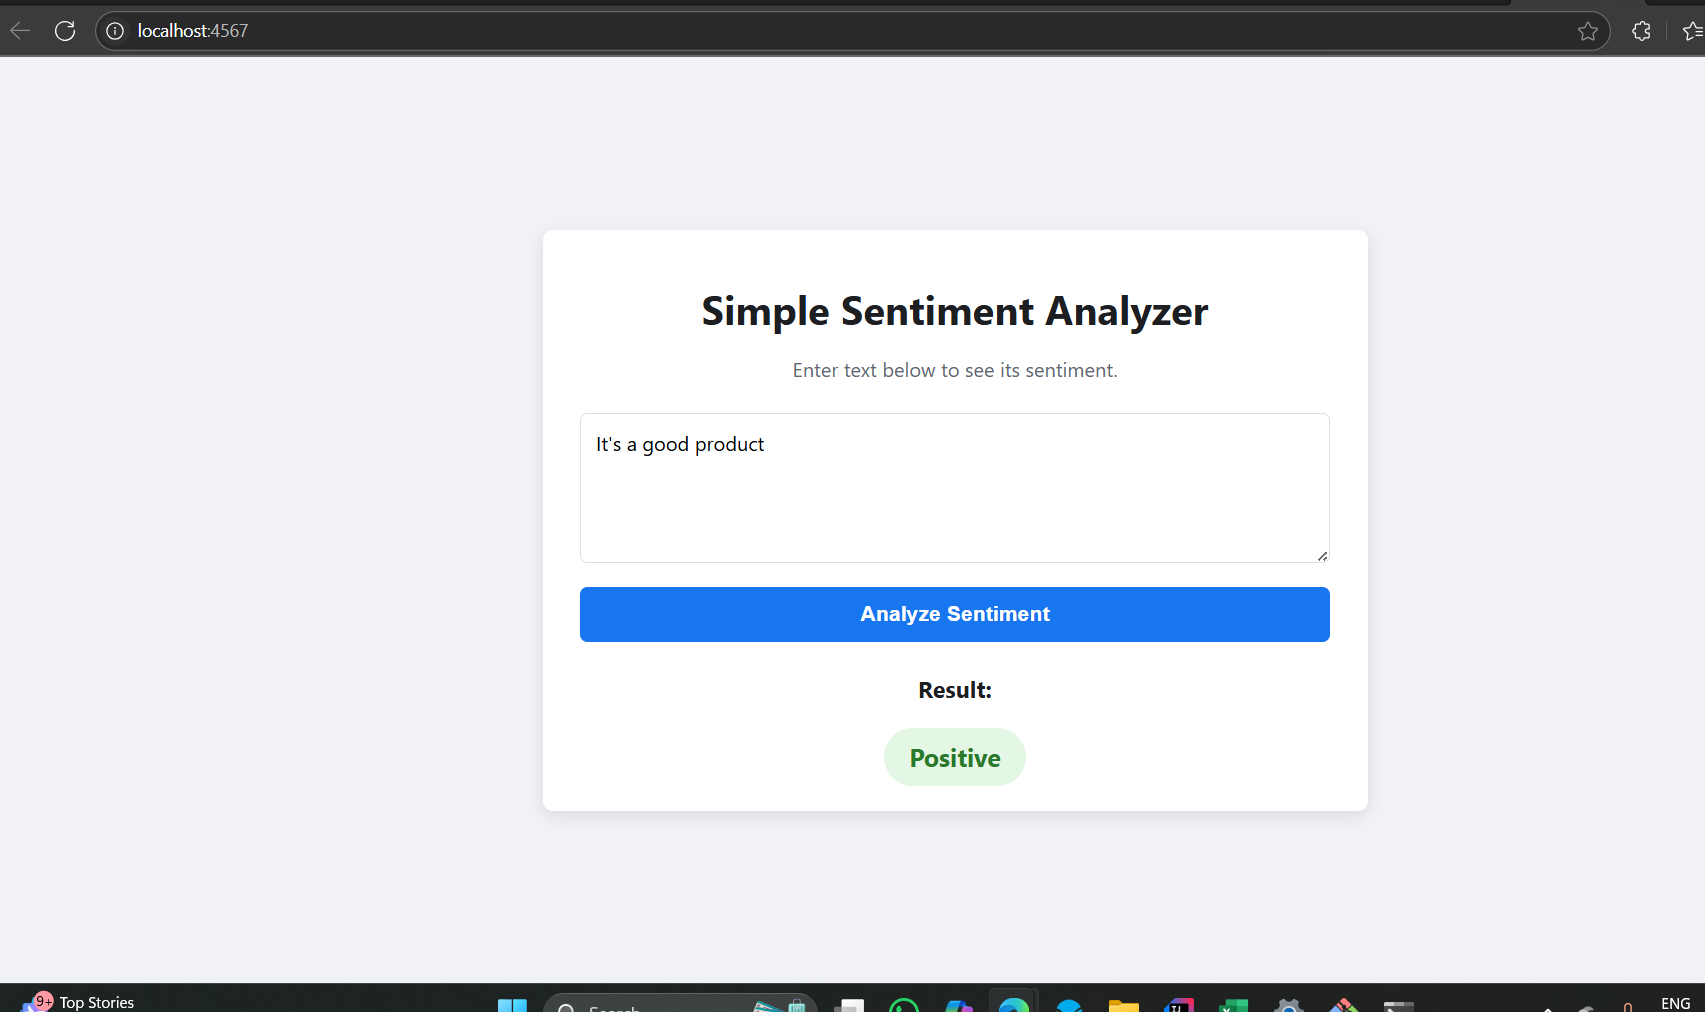 localhost:4567
Simple Sentiment Analyzer
Enter text below to see its sentiment.
It's a good product
Analyze Sentiment
Result:
Positive
9+ Top Stories
Search
ENG